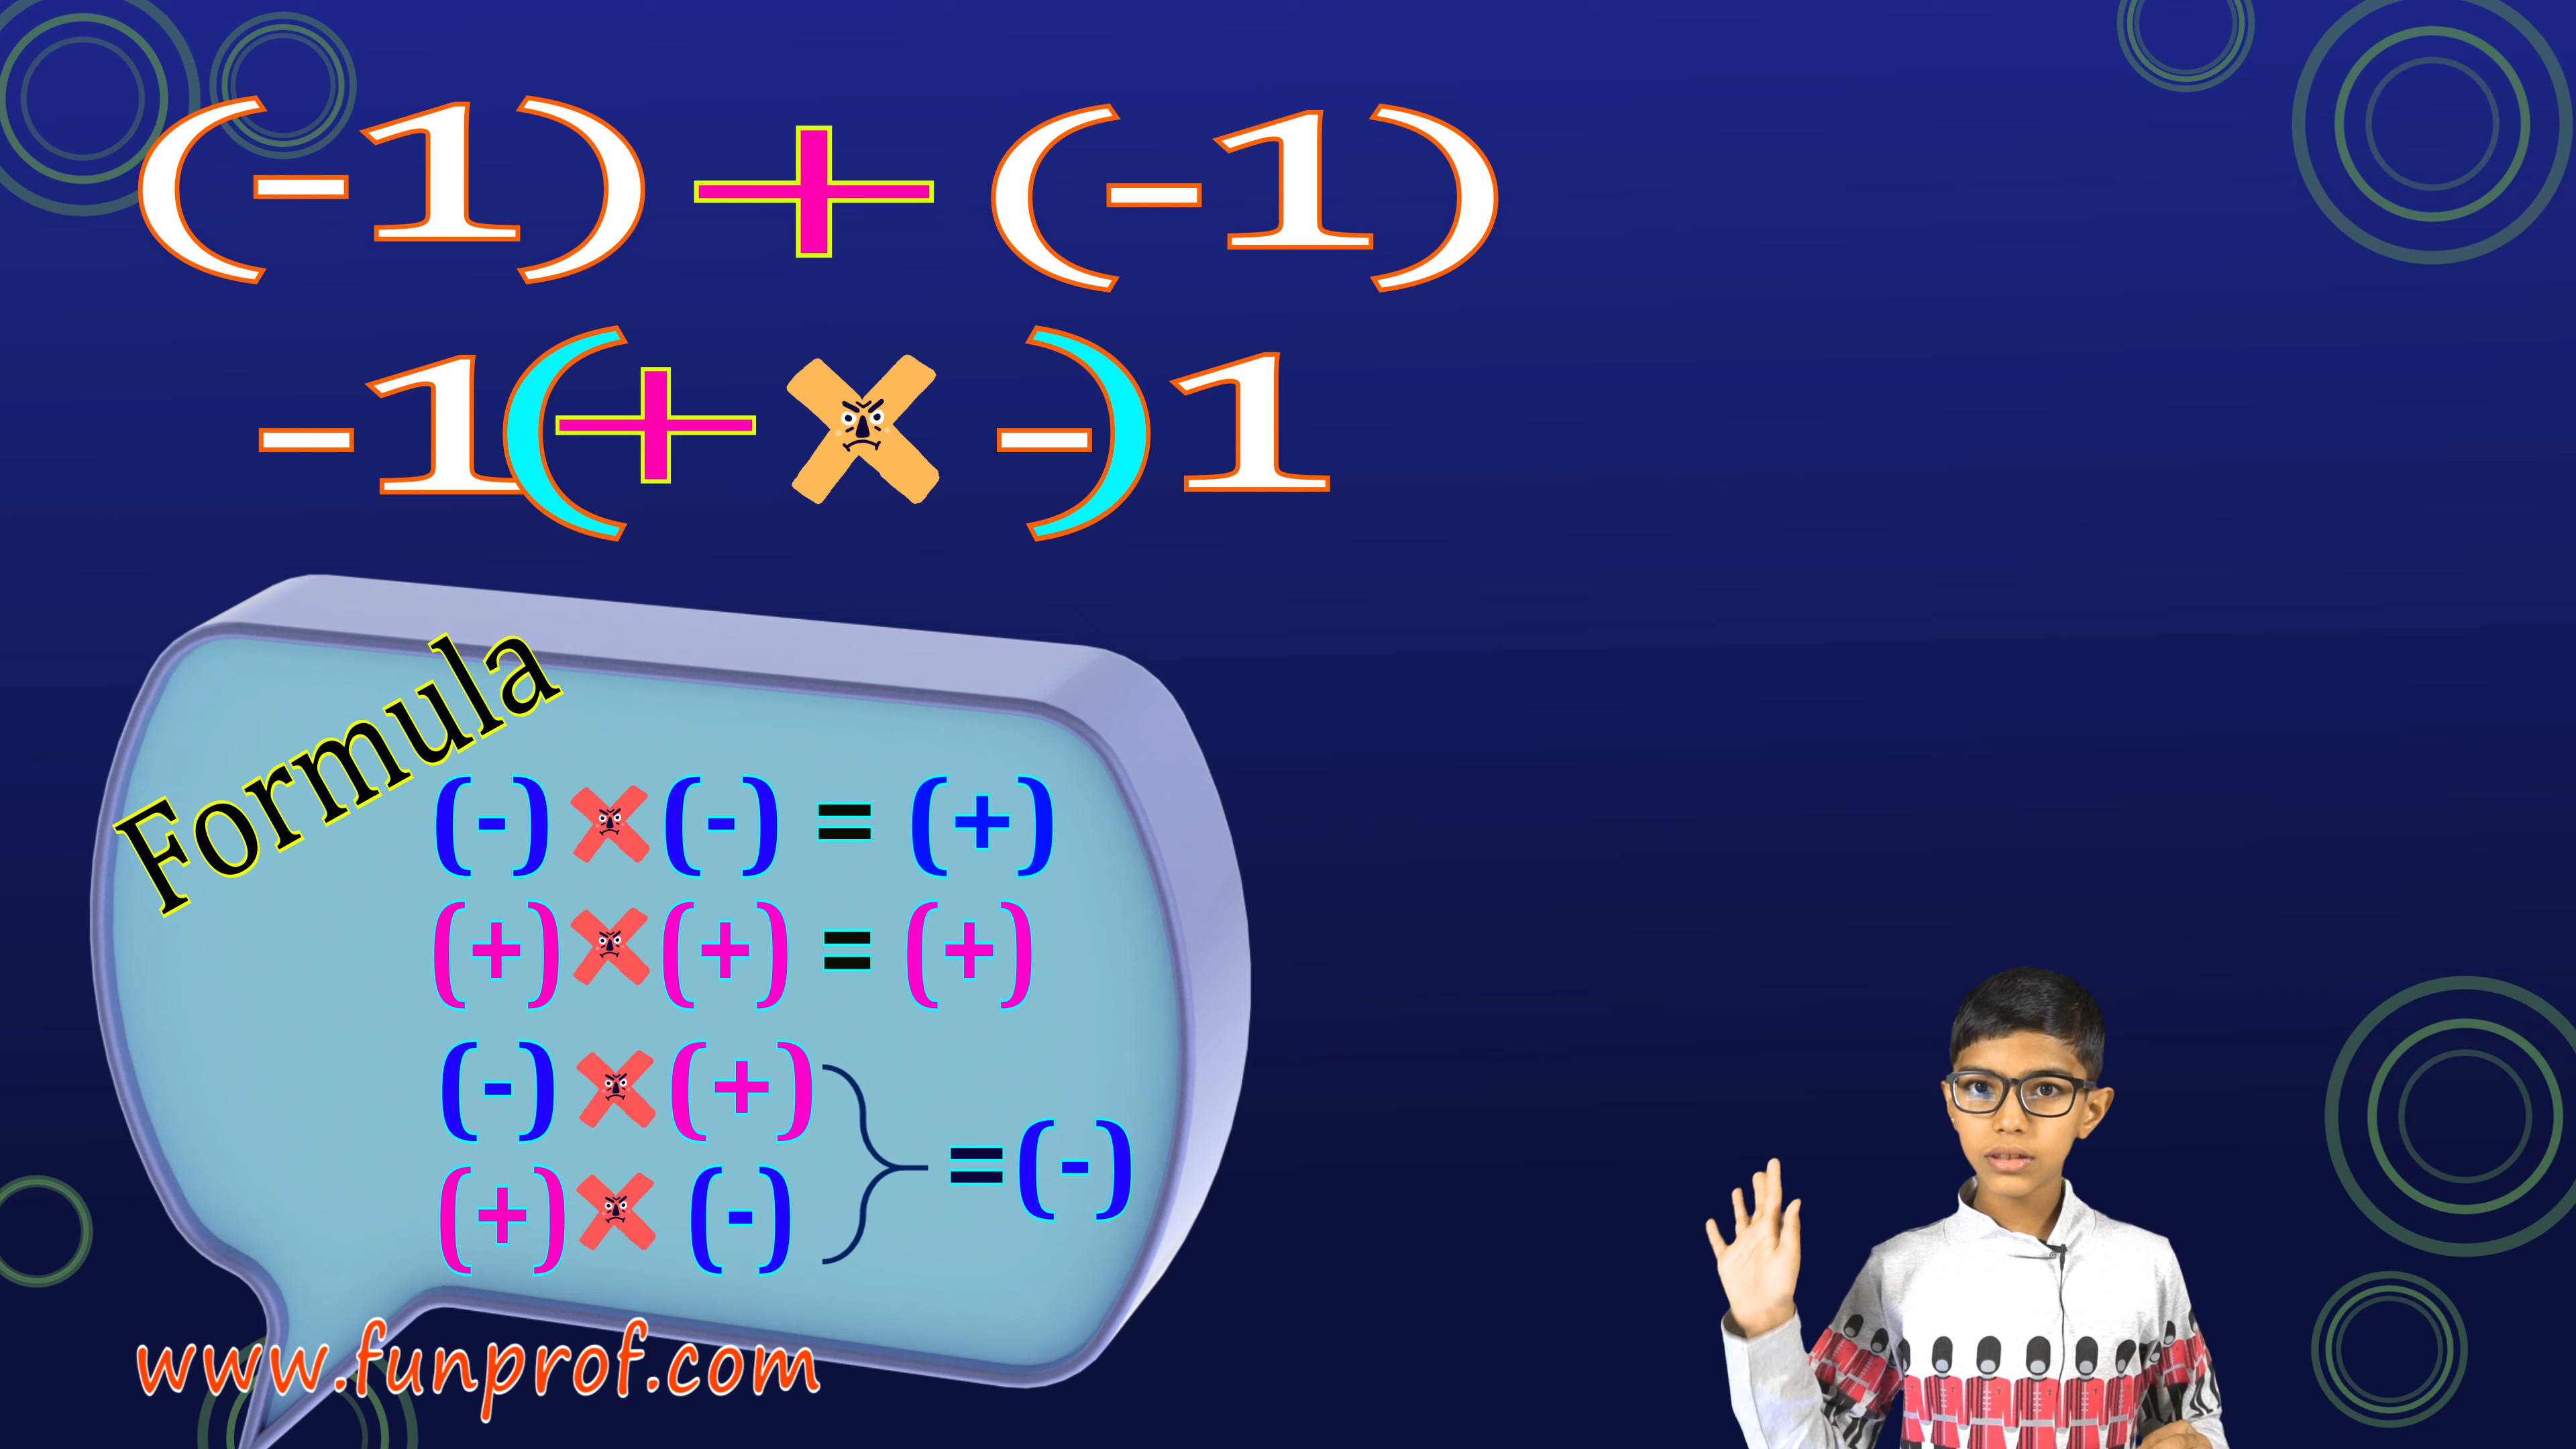 (-1) + (-1)
-1(+ × -)1
Formula
(-) × (-) = (+)
(+) × (+) = (+)
(-) × (+)
(+) × (-)
= (-)
www.funprof.com